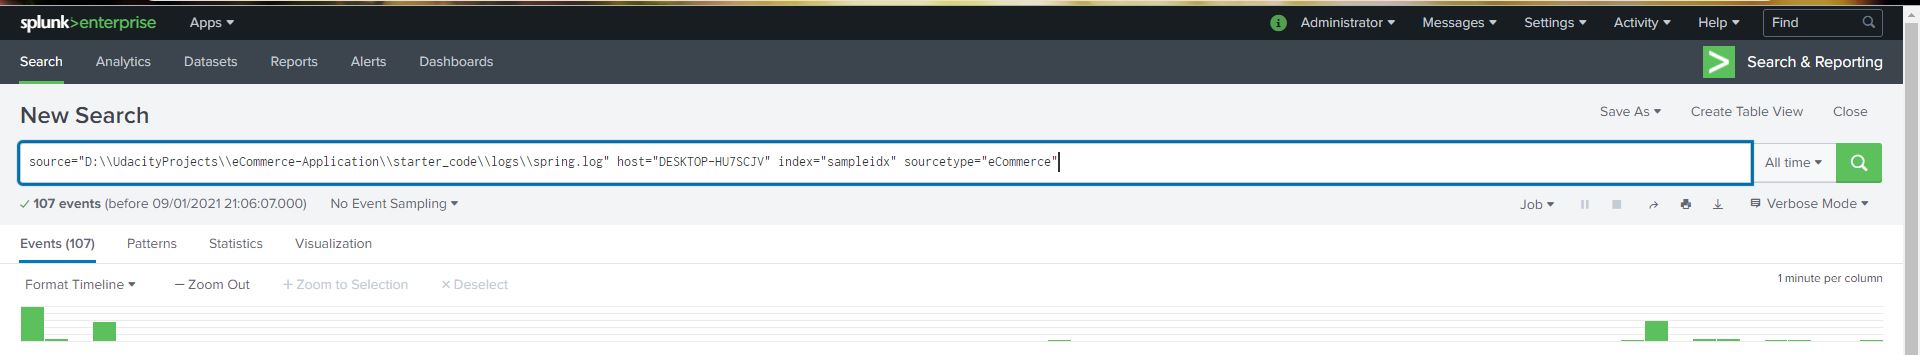 splunk>enterprise Apps Administrator Messages Settings Activity Help Find
Search Analytics Datasets Reports Alerts Dashboards Search & Reporting
New Search Save As Create Table View Close
source="D:\\UdacityProjects\\eCommerce-Application\\starter_code\\logs\\spring.log" host="DESKTOP-HU7SCJV" index="sampleidx" sourcetype="eCommerce" All time
107 events (before 09/01/2021 21:06:07.000) No Event Sampling Job Verbose Mode
Events (107) Patterns Statistics Visualization
Format Timeline — Zoom Out + Zoom to Selection × Deselect 1 minute per column